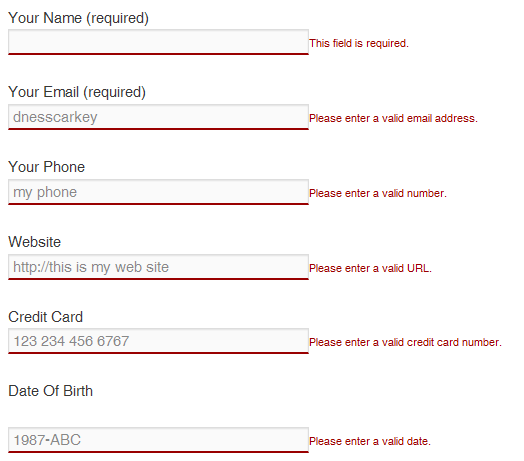 Your Name (required)
This field is required.
Your Email (required)
dnesscarkey
Please enter a valid email address.
Your Phone
my phone
Please enter a valid number.
Website
http://this is my web site
Please enter a valid URL.
Credit Card
123 234 456 6767
Please enter a valid credit card number.
Date Of Birth
1987-ABC
Please enter a valid date.